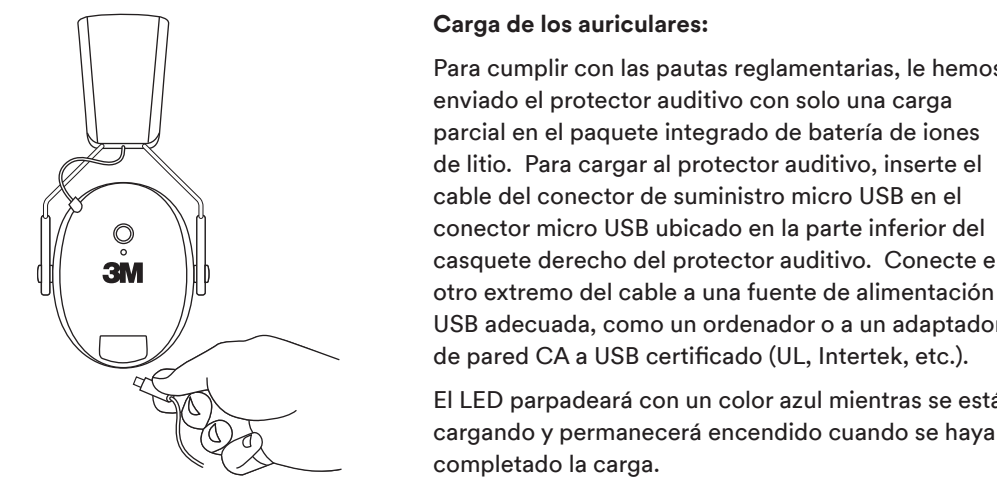 Carga de los auriculares:
Para cumplir con las pautas reglamentarias, le hemos
enviado el protector auditivo con solo una carga
parcial en el paquete integrado de batería de iones
de litio.  Para cargar al protector auditivo, inserte el
cable del conector de suministro micro USB en el
conector micro USB ubicado en la parte inferior del
casquete derecho del protector auditivo.  Conecte e
otro extremo del cable a una fuente de alimentación
USB adecuada, como un ordenador o a un adaptador
de pared CA a USB certificado (UL, Intertek, etc.).
El LED parpadeará con un color azul mientras se está
cargando y permanecerá encendido cuando se haya
completado la carga.
3M